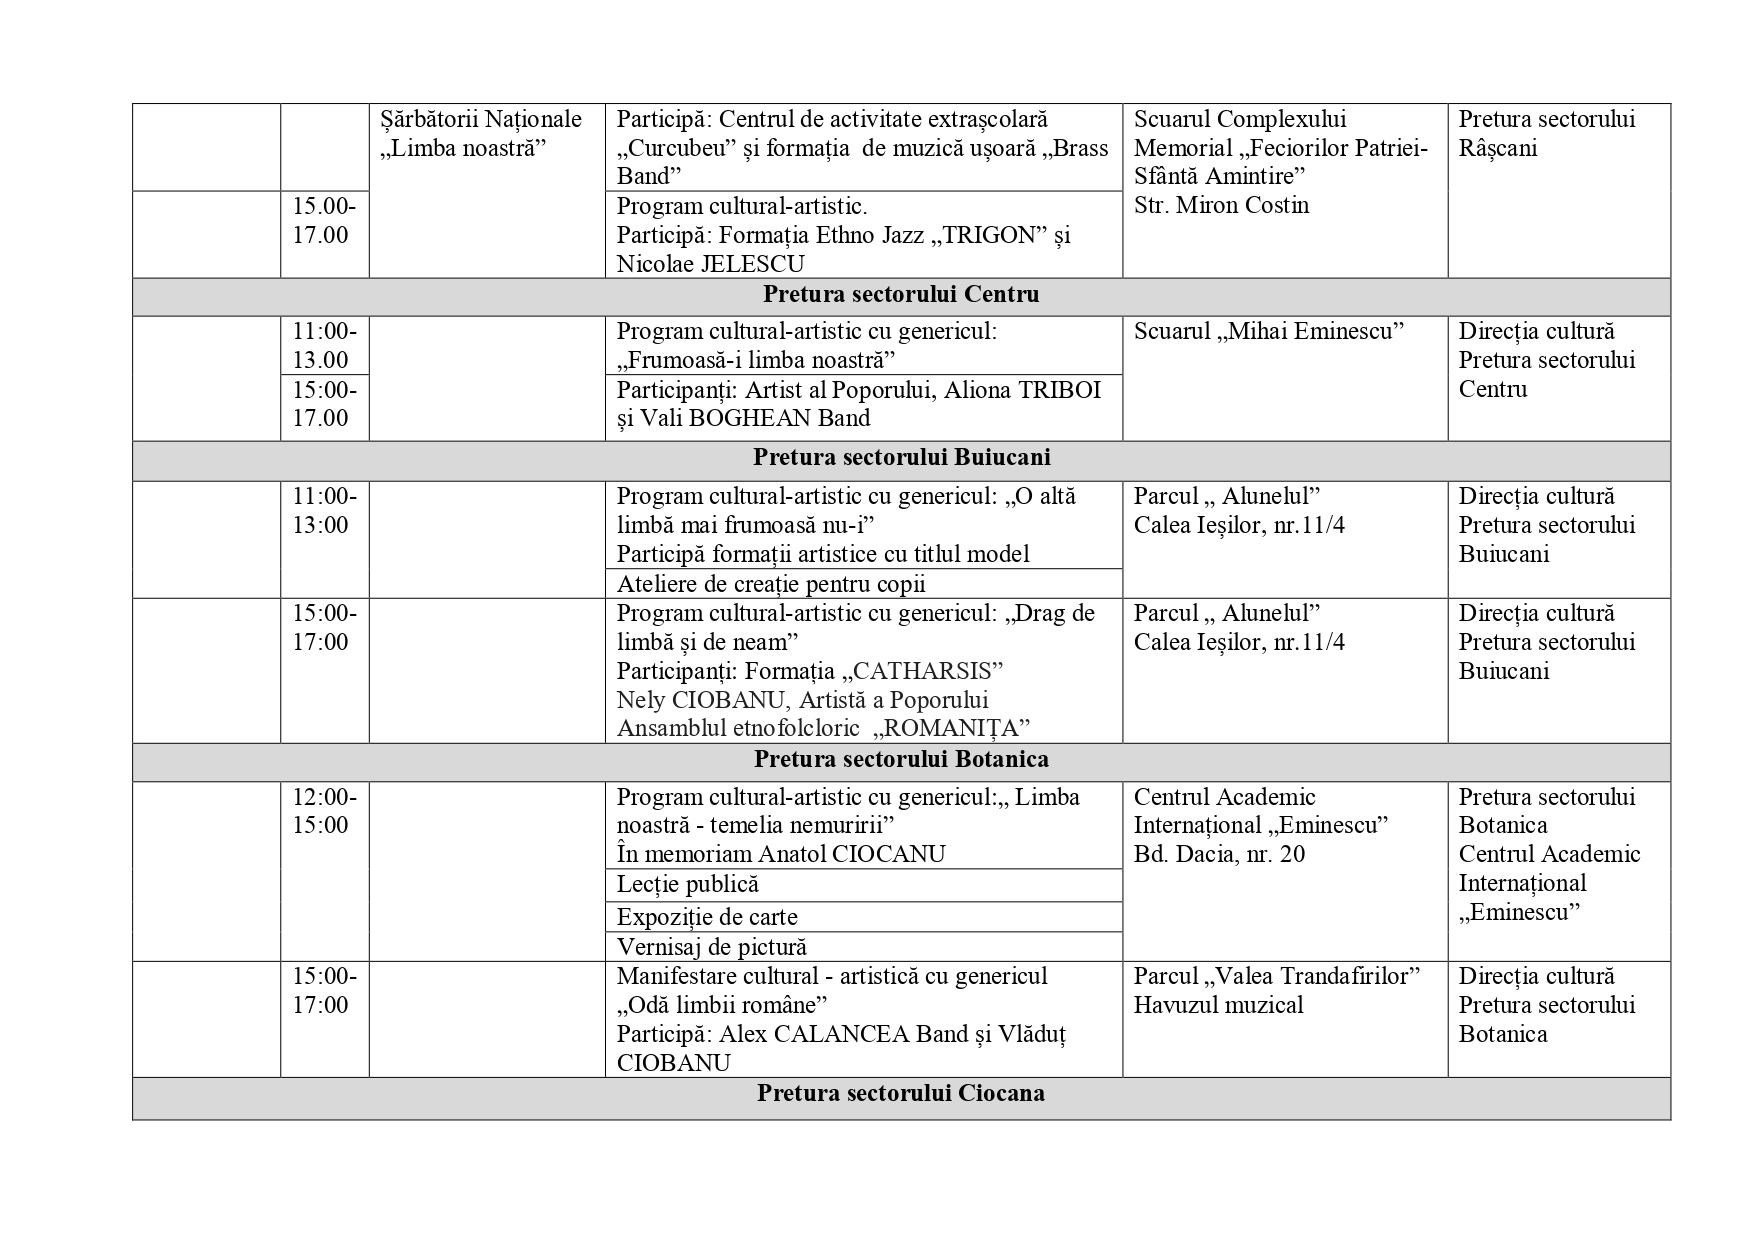 Șărbătorii Naționale
„Limba noastră”
Participă: Centrul de activitate extrașcolară
„Curcubeu” și formația de muzică ușoară „Brass
Band”
Scuarul Complexului
Memorial „Feciorilor Patriei-
Sfântă Amintire”
Str. Miron Costin
Pretura sectorului
Râșcani
15.00-
17.00
Program cultural-artistic.
Participă: Formația Ethno Jazz „TRIGON” și
Nicolae JELESCU
Pretura sectorului Centru
11:00-
13.00
Program cultural-artistic cu genericul:
„Frumoasă-i limba noastră”
Scuarul „Mihai Eminescu”
Direcția cultură
Pretura sectorului
Centru
15:00-
17.00
Participanți: Artist al Poporului, Aliona TRIBOI
și Vali BOGHEAN Band
Pretura sectorului Buiucani
11:00-
13:00
Program cultural-artistic cu genericul: „O altă
limbă mai frumoasă nu-i”
Participă formații artistice cu titlul model
Ateliere de creație pentru copii
Parcul „ Alunelul”
Calea Ieșilor, nr.11/4
Direcția cultură
Pretura sectorului
Buiucani
15:00-
17:00
Program cultural-artistic cu genericul: „Drag de
limbă și de neam”
Participanți: Formația „CATHARSIS”
Nely CIOBANU, Artistă a Poporului
Ansamblul etnofolcloric „ROMANIȚA”
Parcul „ Alunelul”
Calea Ieșilor, nr.11/4
Direcția cultură
Pretura sectorului
Buiucani
Pretura sectorului Botanica
12:00-
15:00
Program cultural-artistic cu genericul:„ Limba
noastră - temelia nemuririi”
În memoriam Anatol CIOCANU
Lecție publică
Expoziție de carte
Vernisaj de pictură
Centrul Academic
Internațional „Eminescu”
Bd. Dacia, nr. 20
Pretura sectorului
Botanica
Centrul Academic
Internațional
„Eminescu”
15:00-
17:00
Manifestare cultural - artistică cu genericul
„Odă limbii române”
Participă: Alex CALANCEA Band și Vlăduț
CIOBANU
Parcul „Valea Trandafirilor”
Havuzul muzical
Direcția cultură
Pretura sectorului
Botanica
Pretura sectorului Ciocana